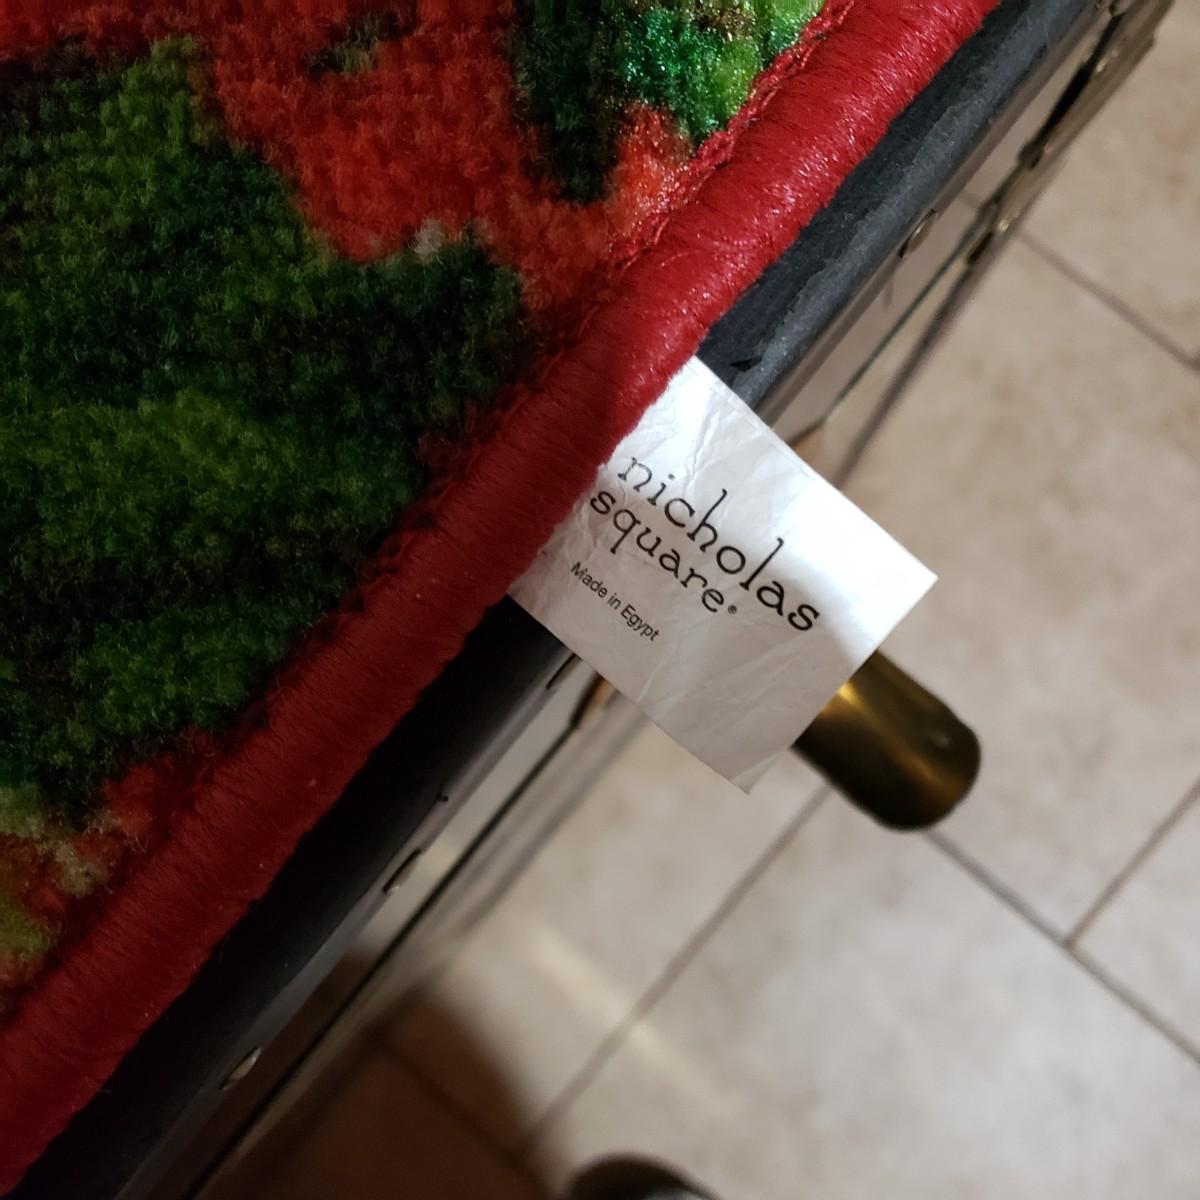 nicholas
square®
Made in Egypt